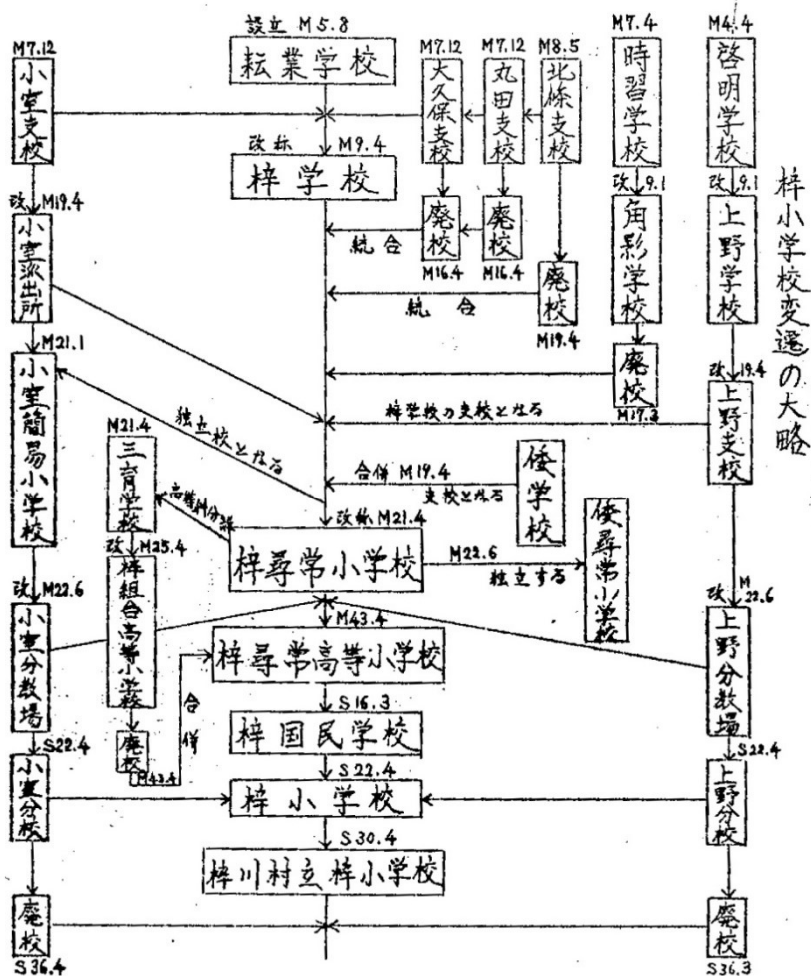 梓小学校変遷の大略
M4.4
啓明学校
改 9.1
上野学校
改 19.4
上野支校
梓学校の支校となる
改 M22.6
上野分教場
S22.4
上野分校
廃校
S36.3
M7.4
時習学校
改 9.1
角影学校
廃校
M17.3
M8.5
北條支校
廃校
M19.4
統合
M7.12
丸田支校
廃校
M16.4
M7.12
大久保支校
廃校
M16.4
統合
設立 M5.8
耘業学校
改称 M9.4
梓学校
合併 M19.4
支校となる
倭学校
改称 M21.4
梓尋常小学校
M22.6
独立する
倭尋常小学校
M43.4
梓尋常高等小学校
S16.3
梓国民学校
S22.4
梓小学校
S30.4
梓川村立梓小学校
高等科分離
M21.4
三育学校
改 M25.4
梓組合高等小学校
廃校
M43.4
合併
M7.12
小室支校
改 M19.4
小室派出所
M21.1
小室簡易小学校
独立校となる
改 M22.6
小室分教場
S22.4
小室分校
廃校
S36.4